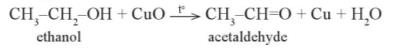 CH₃–CH₂–OH + CuO →t° CH₃–CH=O + Cu + H₂O
ethanol acetaldehyde